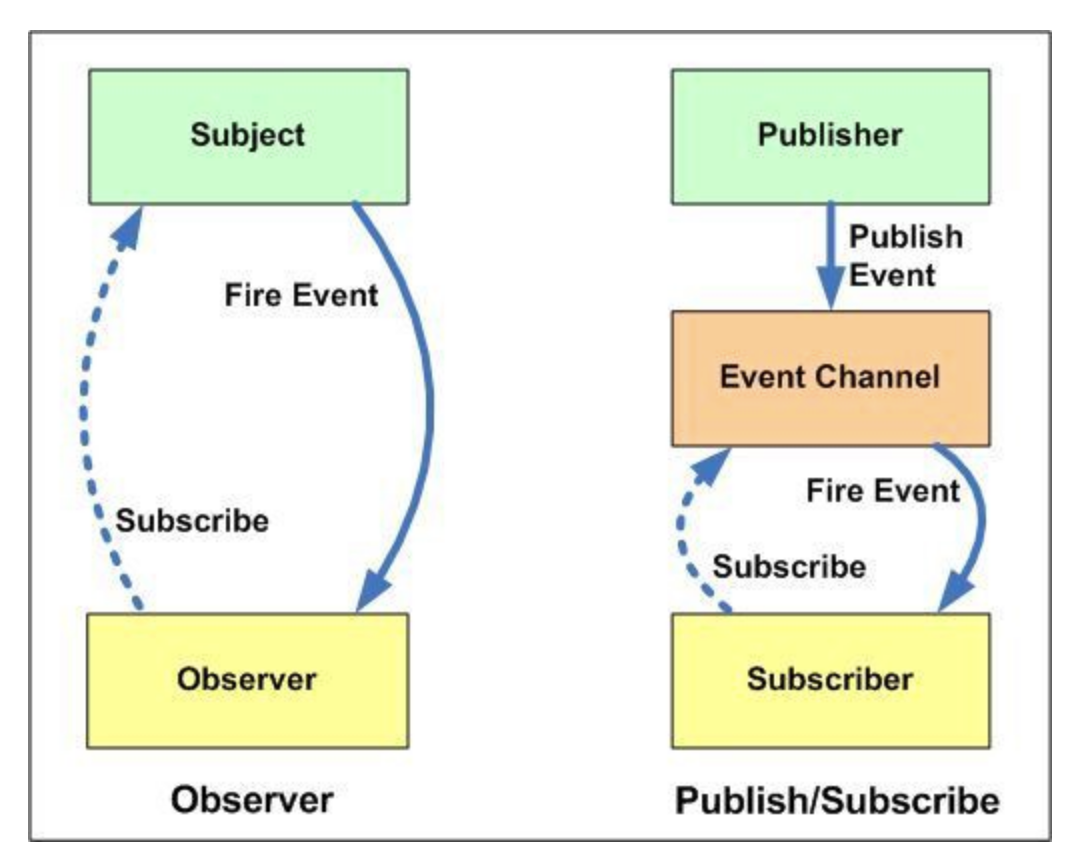 Subject
Fire Event
Subscribe
Observer
Observer
Publisher
Publish
Event
Event Channel
Fire Event
Subscribe
Subscriber
Publish/Subscribe